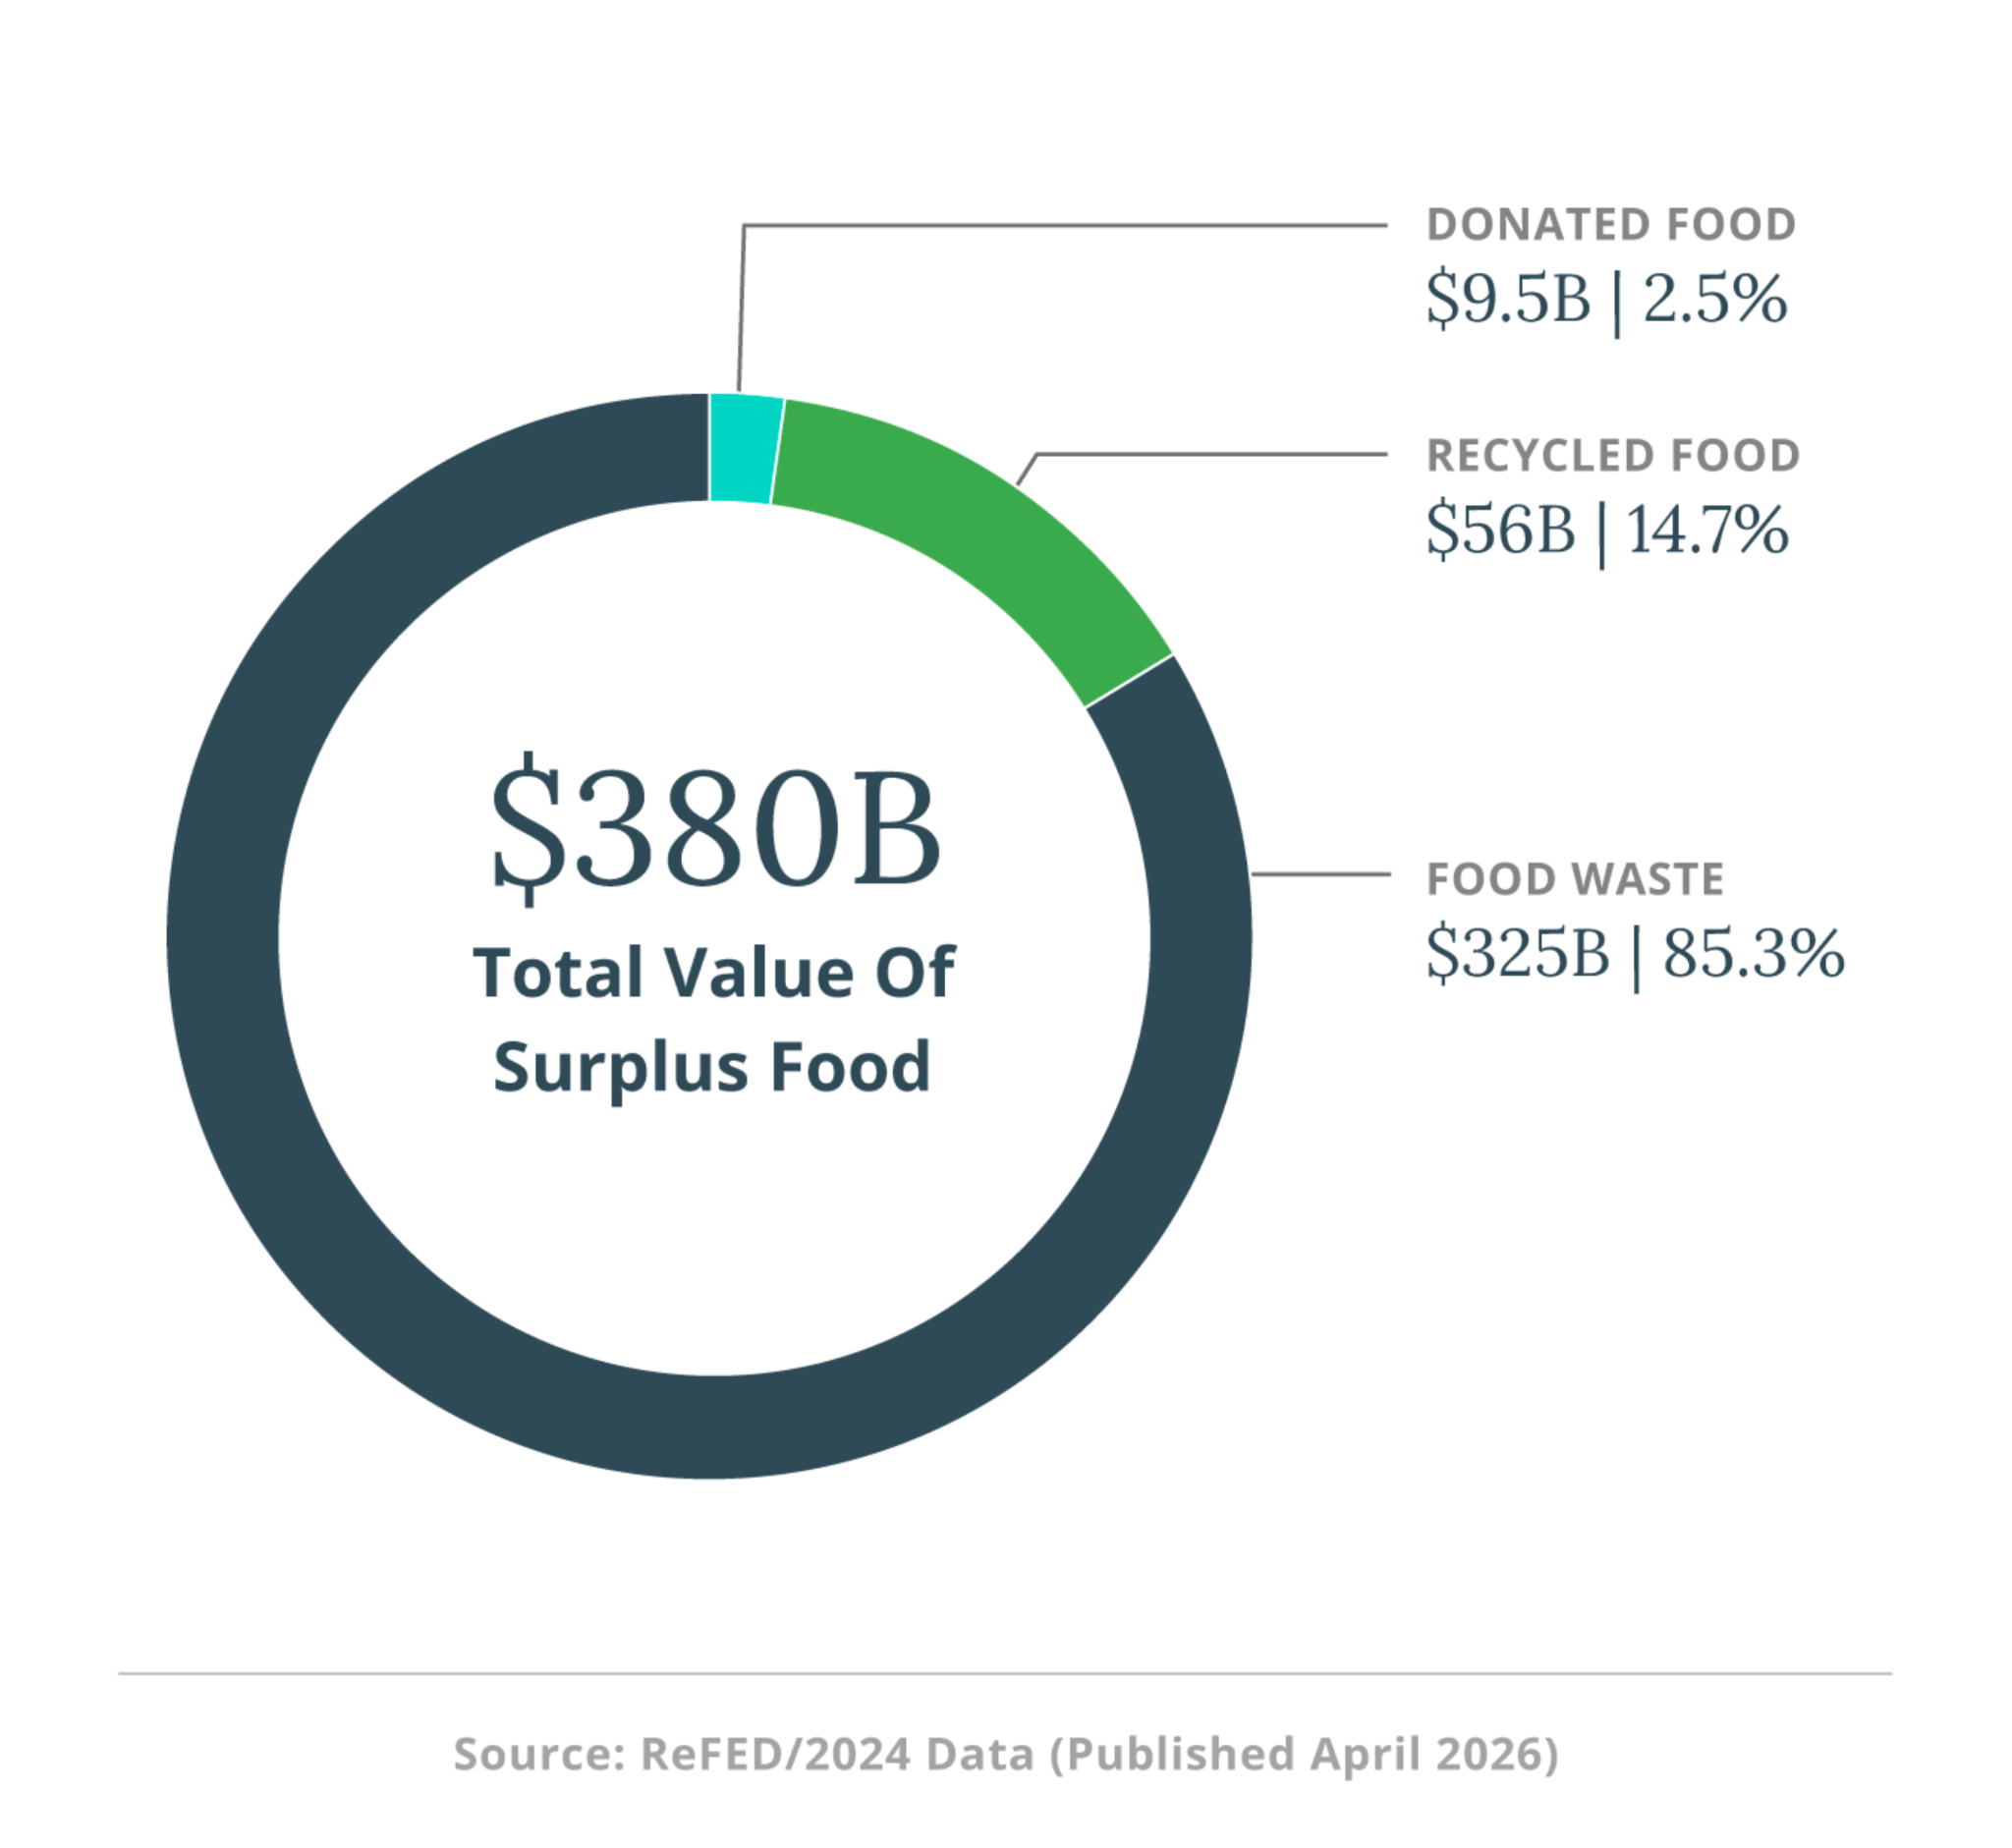 DONATED FOOD
$9.5B | 2.5%
RECYCLED FOOD
$56B | 14.7%
$380B
Total Value Of
Surplus Food
FOOD WASTE
$325B | 85.3%
Source: ReFED/2024 Data (Published April 2026)